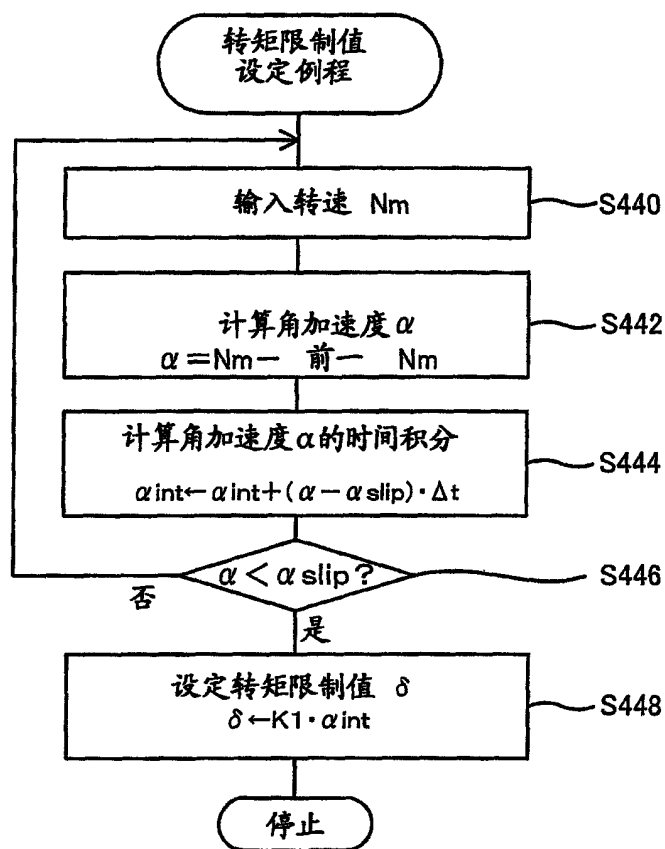 转矩限制值
设定例程
输入转速 Nm
S440
计算角加速度α
α=Nm- 前一 Nm
S442
计算角加速度α的时间积分
αint←αint+(α-αslip)·Δt
S444
α<αslip?
S446
否
是
设定转矩限制值 δ
δ←K1·αint
S448
停止